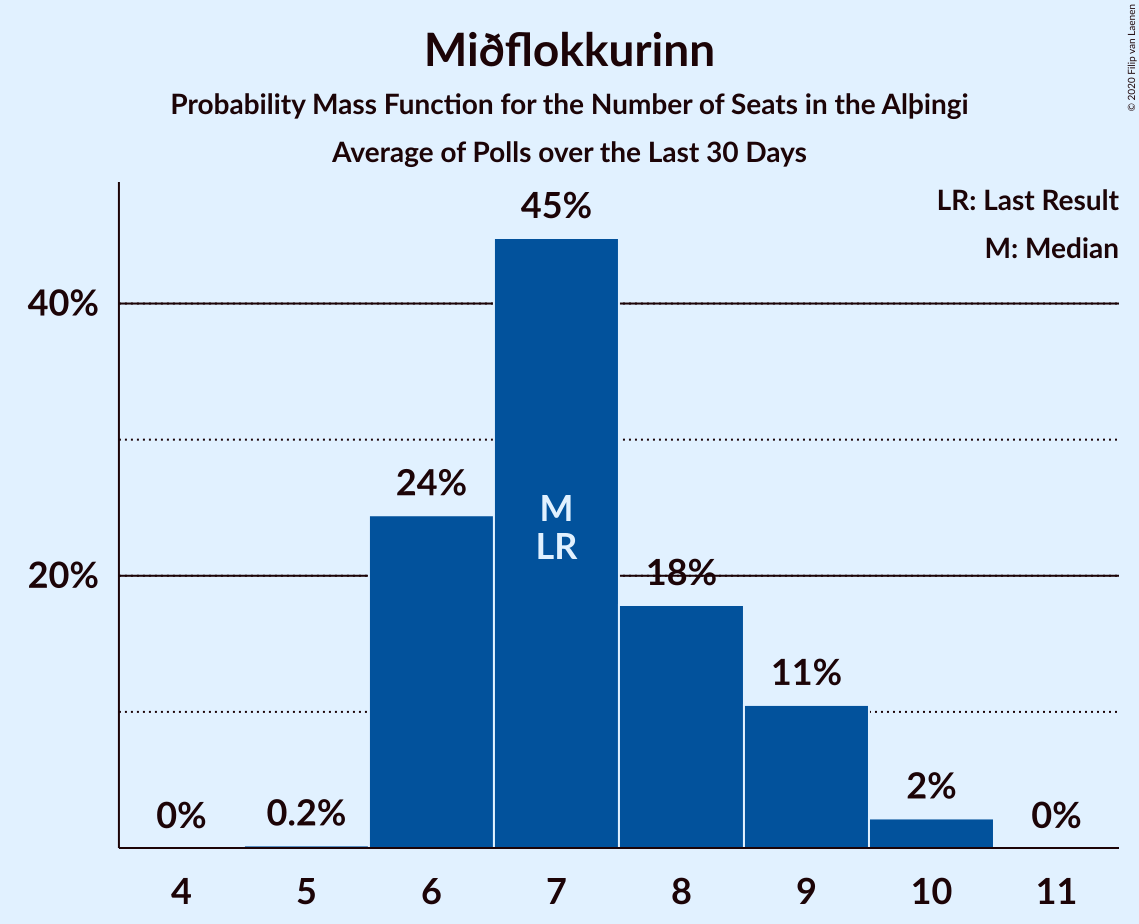 Miðflokkurinn
Probability Mass Function for the Number of Seats in the Alþingi
Average of Polls over the Last 30 Days
© 2020 Filip van Laenen
LR: Last Result
M: Median
45%
40%
24%
M
LR
20%
18%
11%
2%
0%
0.2%
0%
4 5 6 7 8 9 10 11